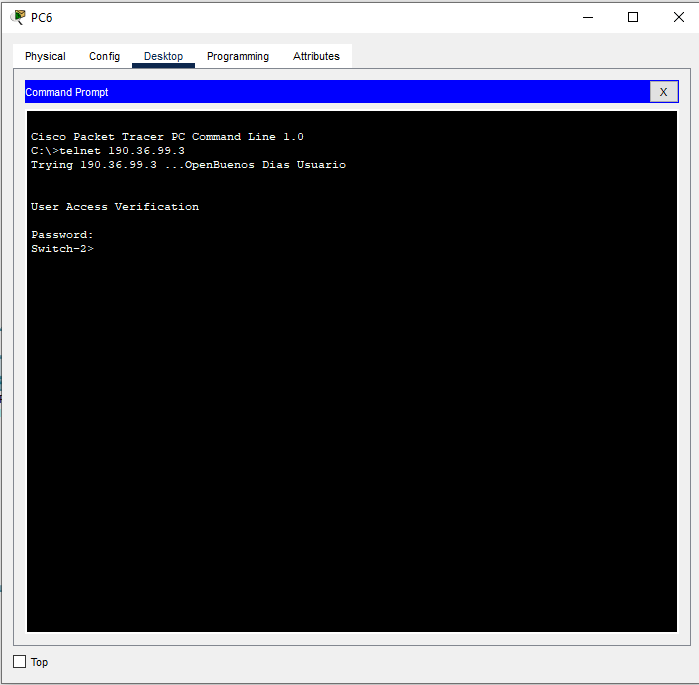 PC6
Physical Config Desktop Programming Attributes
Command Prompt X
Cisco Packet Tracer PC Command Line 1.0
C:\>telnet 190.36.99.3
Trying 190.36.99.3 ...OpenBuenos Dias Usuario
User Access Verification
Password:
Switch-2>
Top